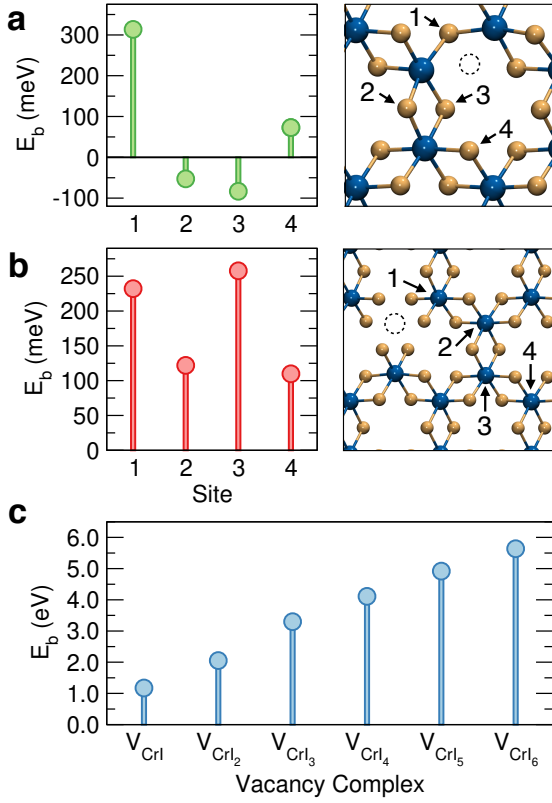 a
E_b (meV)
300
200
100
0
-100
1 2 3 4
1
2
3
4
b
E_b (meV)
250
200
150
100
50
0
1 2 3 4
Site
1
2
3
4
c
E_b (eV)
6.0
5.0
4.0
3.0
2.0
1.0
0.0
V_CrI V_CrI₂ V_CrI₃ V_CrI₄ V_CrI₅ V_CrI₆
Vacancy Complex